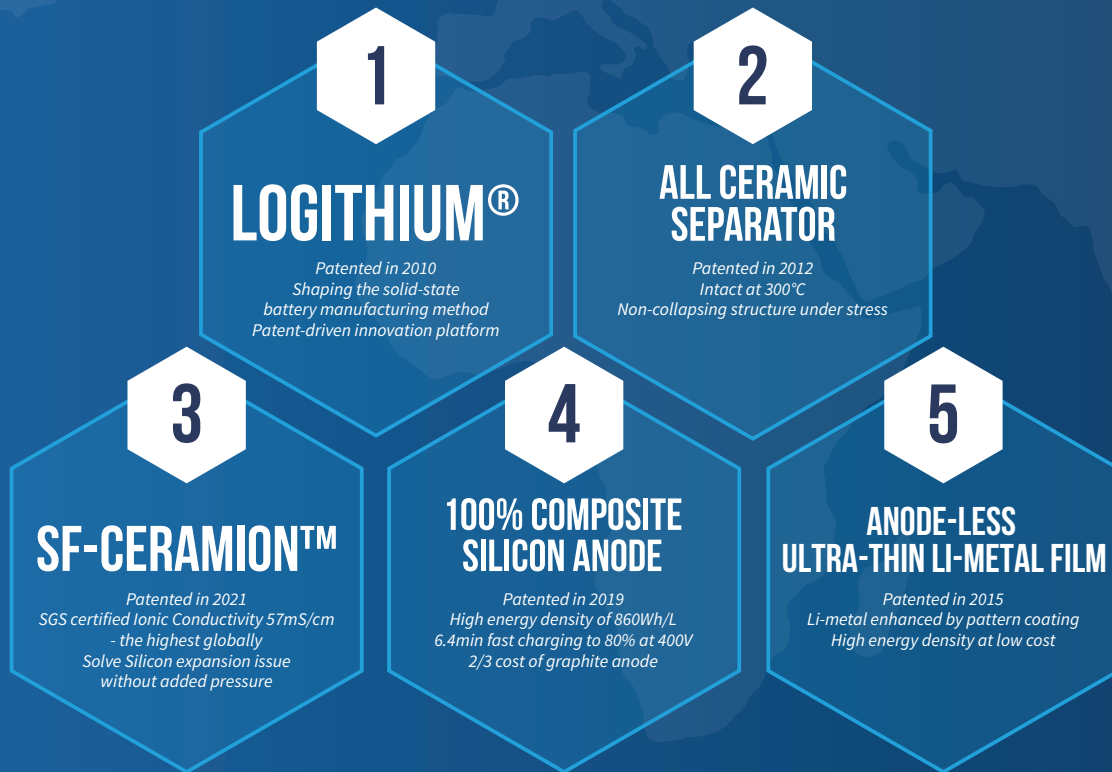 1
LOGITHIUM®
Patented in 2010
Shaping the solid-state
battery manufacturing method
Patent-driven innovation platform
2
ALL CERAMIC
SEPARATOR
Patented in 2012
Intact at 300°C
Non-collapsing structure under stress
3
SF-CERAMION™
Patented in 2021
SGS certified Ionic Conductivity 57mS/cm
- the highest globally
Solve Silicon expansion issue
without added pressure
4
100% COMPOSITE
SILICON ANODE
Patented in 2019
High energy density of 860Wh/L
6.4min fast charging to 80% at 400V
2/3 cost of graphite anode
5
ANODE-LESS
ULTRA-THIN LI-METAL FILM
Patented in 2015
Li-metal enhanced by pattern coating
High energy density at low cost